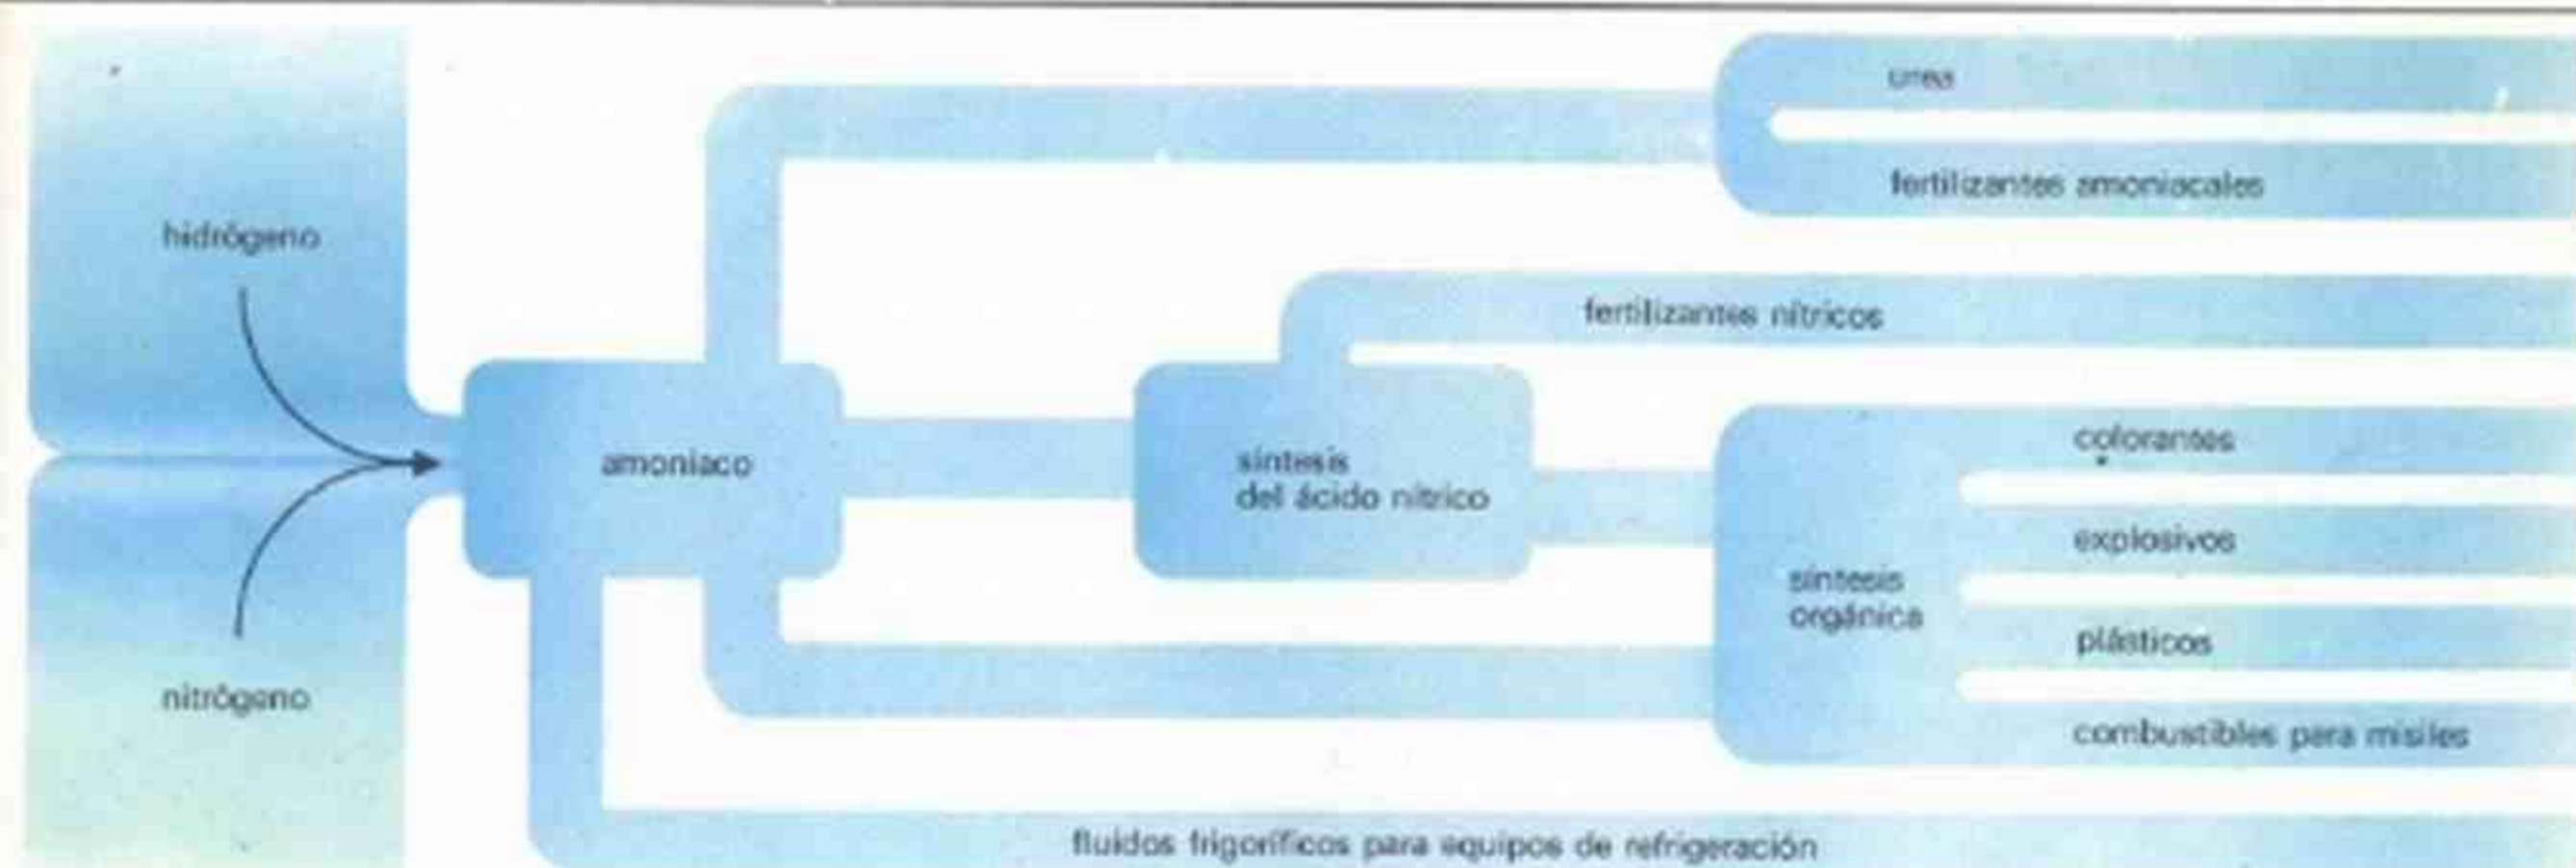 urea
fertilizantes amoniacales
hidrógeno
fertilizantes nítricos
colorantes
amoniaco
síntesis
del ácido nítrico
explosivos
síntesis
orgánica
plásticos
nitrógeno
combustibles para misiles
fluidos frigoríficos para equipos de refrigeración